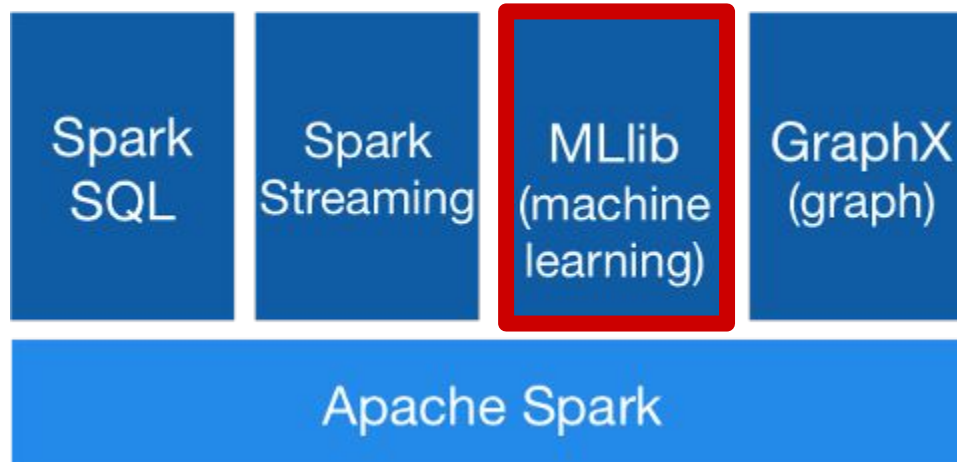 Spark
SQL
Spark
Streaming
MLlib
(machine
learning)
GraphX
(graph)
Apache Spark